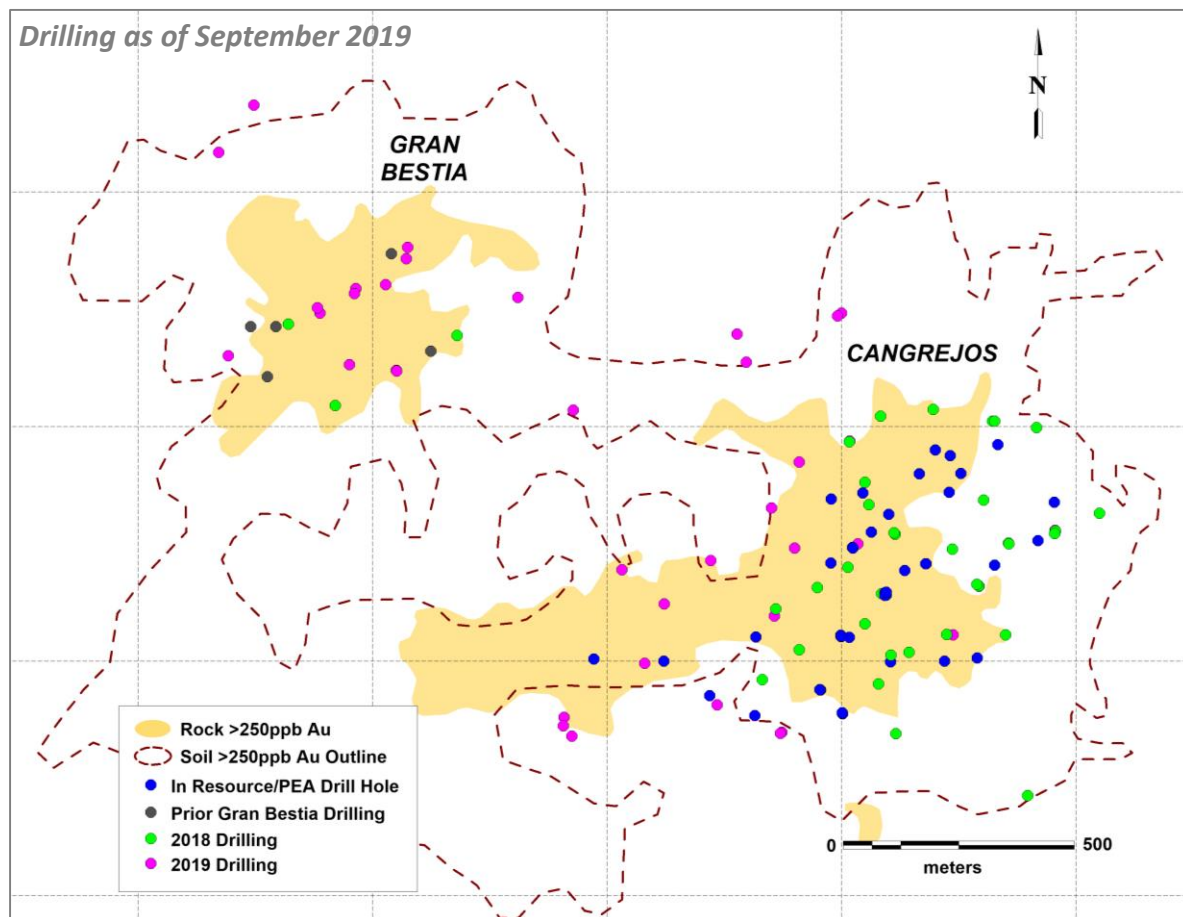 Drilling as of September 2019
N
GRAN
BESTIA
CANGREJOS
Rock >250ppb Au
Soil >250ppb Au Outline
In Resource/PEA Drill Hole
Prior Gran Bestia Drilling
2018 Drilling
2019 Drilling
0 500
meters